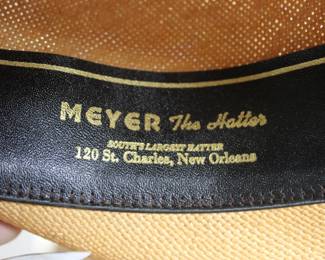 MEYER The Hatter
SOUTH'S LARGEST HATTER
120 St. Charles, New Orleans